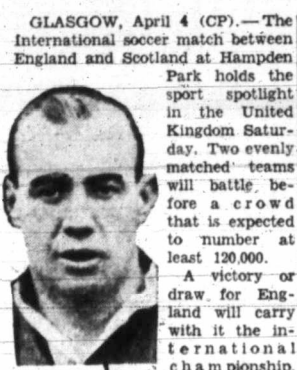 GLASGOW, April 4 (CP).—The
International soccer match between
England and Scotland at Hampden
Park holds the
sport spotlight
in the United
Kingdom Satur-
day. Two evenly
matched teams
will battle be-
fore a crowd
that is expected
to number at
least 120,000.
A victory or
draw for Eng-
land will carry
with it the in-
ternational
championship,